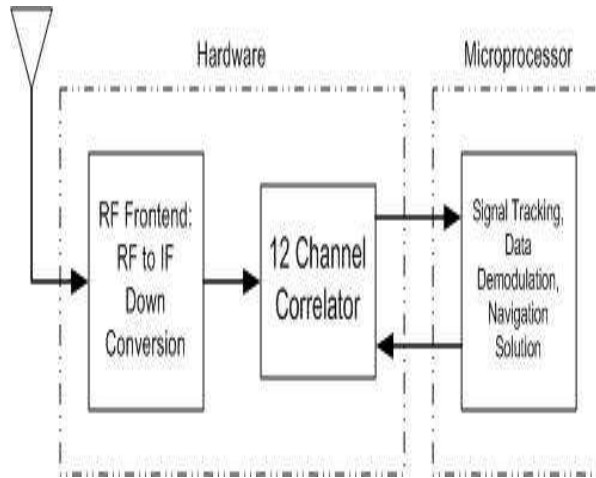 Hardware
Microprocessor
RF Frontend:
RF to IF
Down
Conversion
12 Channel
Correlator
Signal Tracking,
Data
Demodulation,
Navigation
Solution